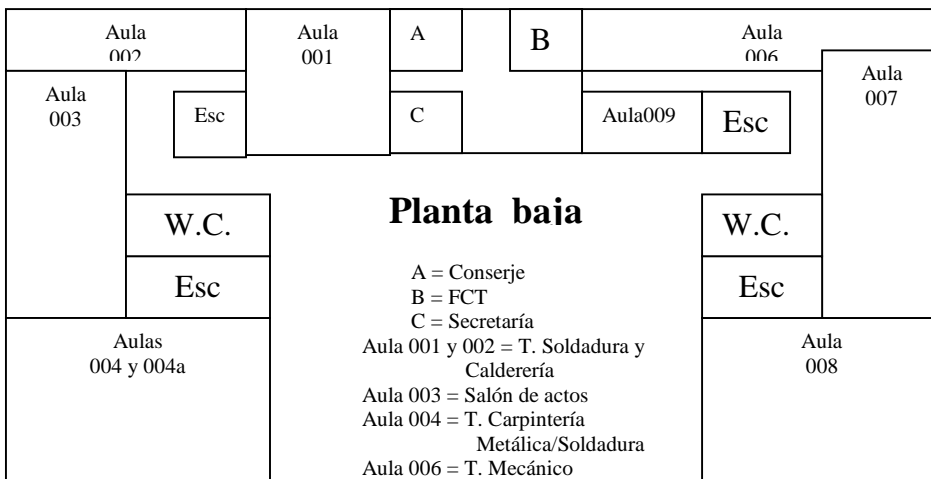 Aula
002
Aula
001
A
B
Aula
006
Aula
007
Aula
003
Esc
C
Aula009
Esc
W.C.
Planta baja
W.C.
Esc
Esc
A = Conserje
B = FCT
C = Secretaría
Aula 001 y 002 = T. Soldadura y
Calderería
Aula 003 = Salón de actos
Aula 004 = T. Carpintería
Metálica/Soldadura
Aula 006 = T. Mecánico
Aulas
004 y 004a
Aula
008